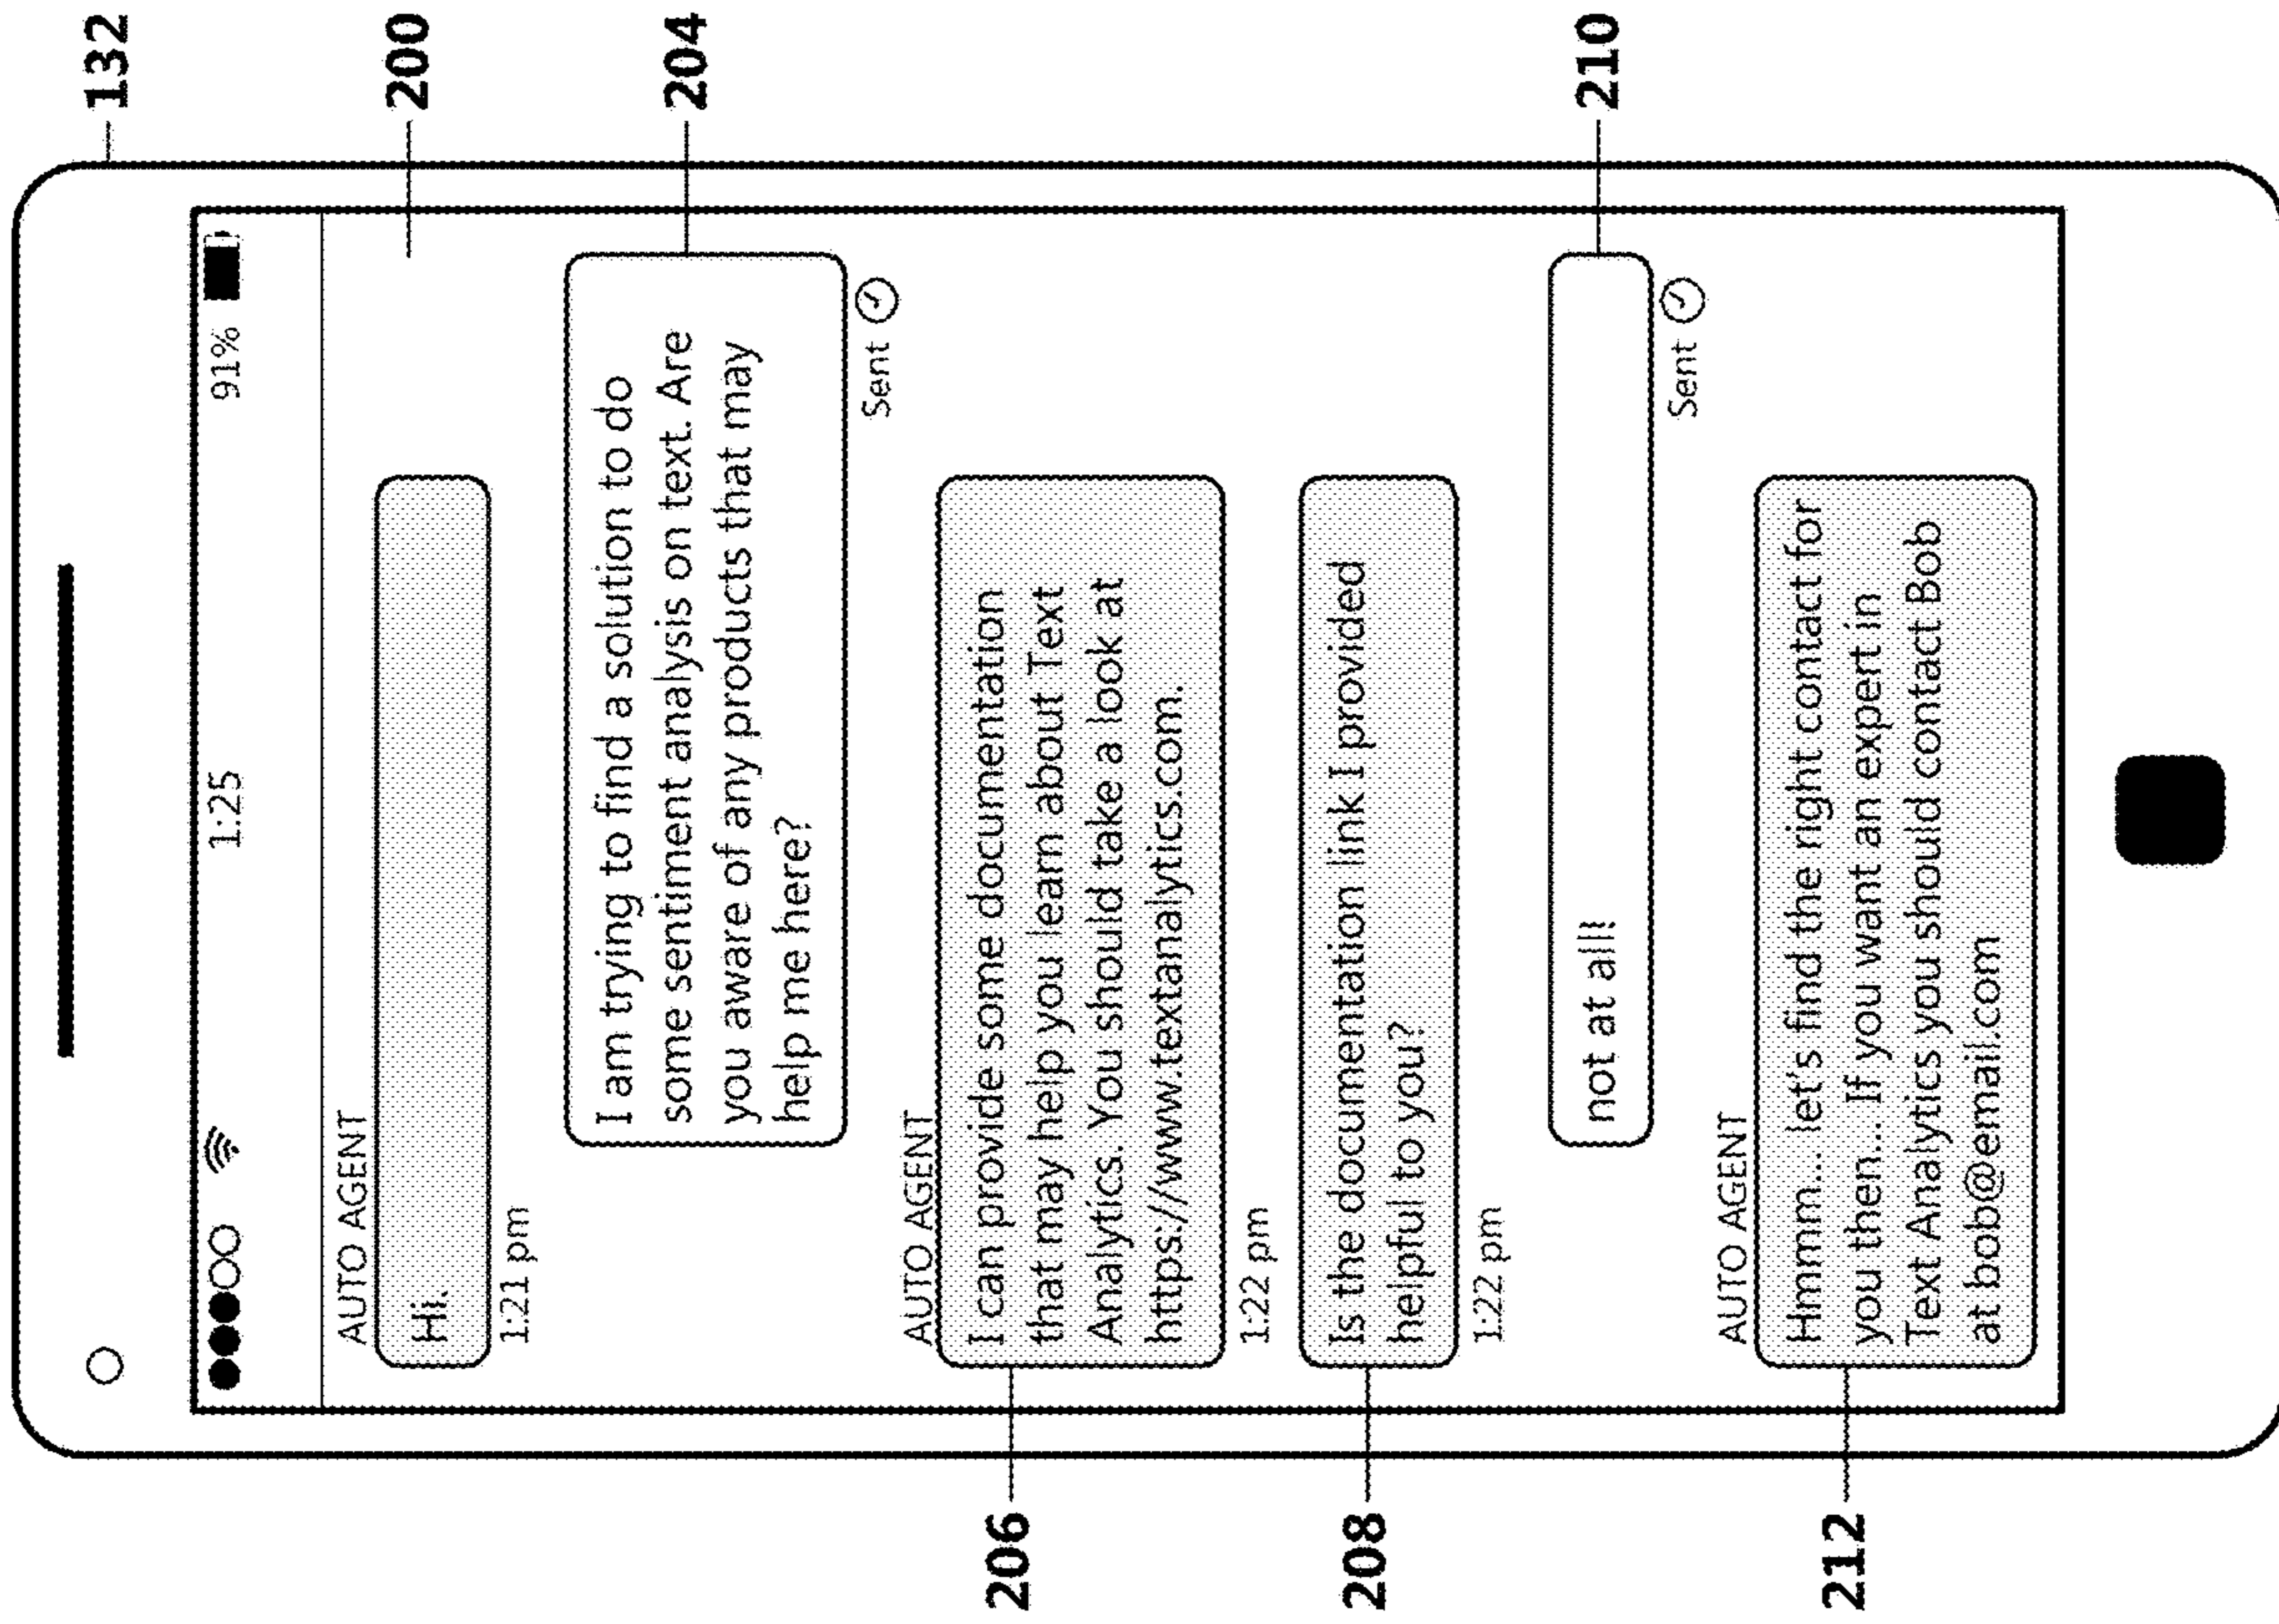 132
1:25
91%
200
AUTO AGENT
Hi.
1:21 pm
204
I am trying to find a solution to do
some sentiment analysis on text. Are
you aware of any products that may
help me here?
Sent
AUTO AGENT
206
I can provide some documentation
that may help you learn about Text
Analytics. You should take a look at
https://www.textanalytics.com.
1:22 pm
208
Is the documentation link I provided
helpful to you?
1:22 pm
210
not at all!
Sent
AUTO AGENT
212
Hmmm... let's find the right contact for
you then... If you want an expert in
Text Analytics you should contact Bob
at bob@email.com